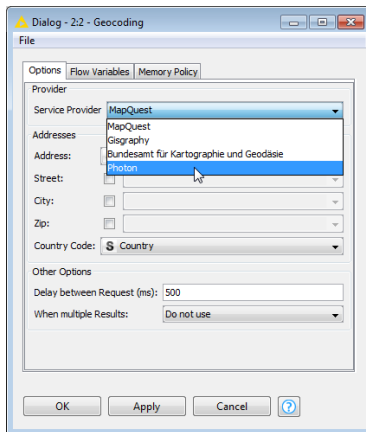 Dialog - 2:2 - Geocoding
File
Options Flow Variables Memory Policy
Provider
Service Provider MapQuest
MapQuest
Gisgraphy
Bundesamt für Kartographie und Geodäsie
Photon
Addresses
Address:
Street:
City:
Zip:
Country Code: S Country
Other Options
Delay between Request (ms): 500
When multiple Results: Do not use
OK Apply Cancel ?